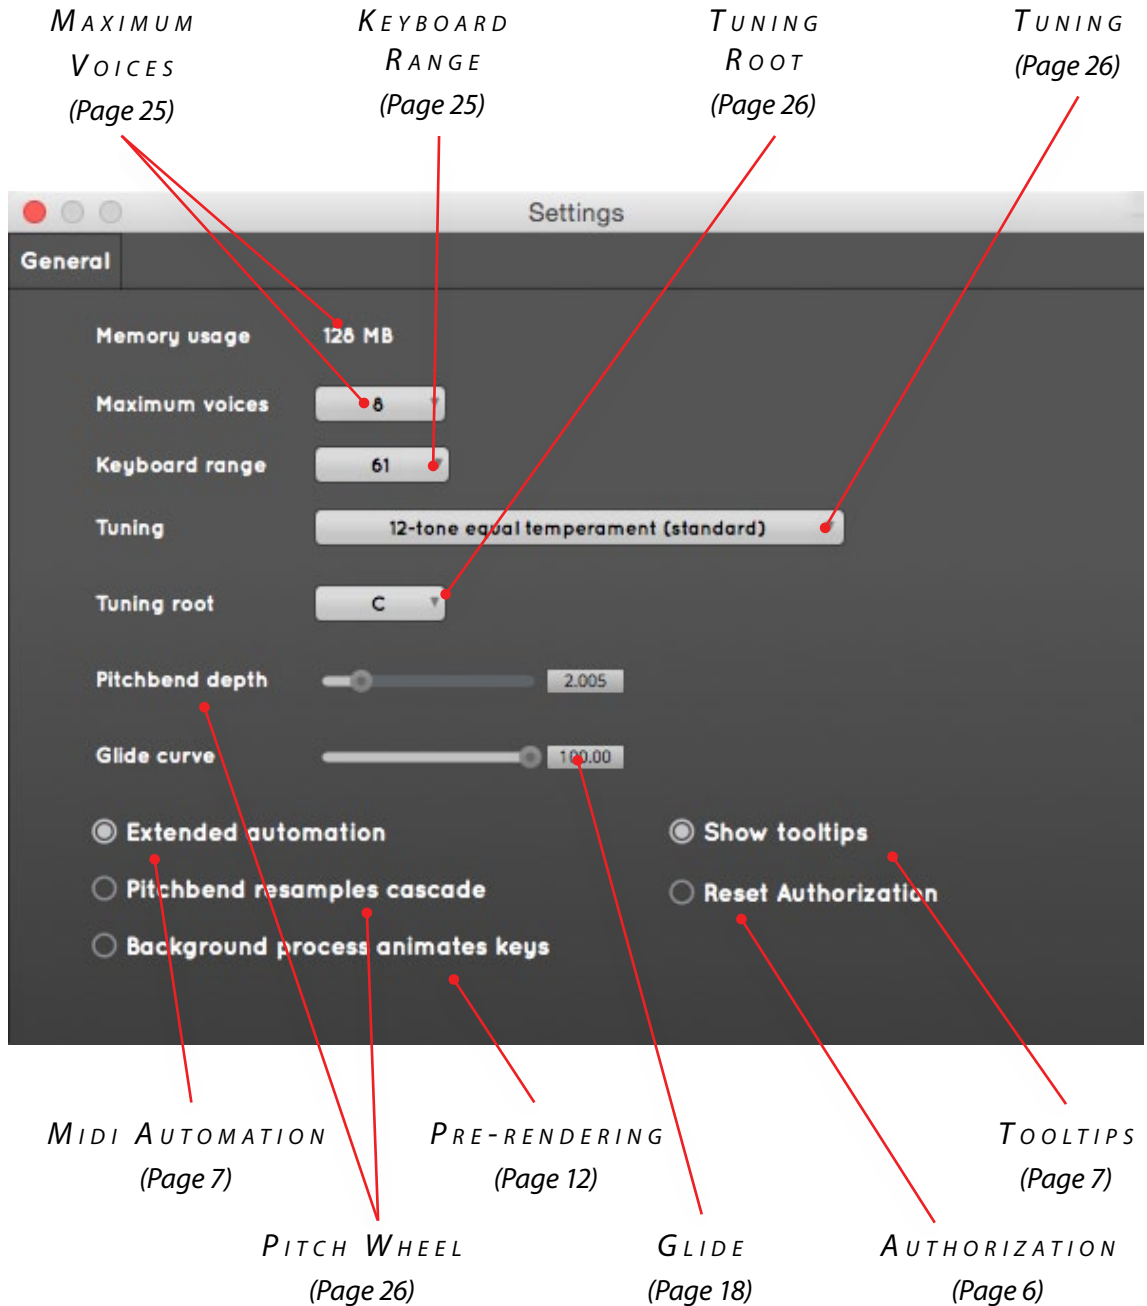 MAXIMUM
VOICES
(Page 25)
KEYBOARD
RANGE
(Page 25)
TUNING
ROOT
(Page 26)
TUNING
(Page 26)
Settings
General
Memory usage 128 MB
Maximum voices 8
Keyboard range 61
Tuning 12-tone equal temperament (standard)
Tuning root C
Pitchbend depth 2.005
Glide curve 100.00
Extended automation
Show tooltips
Pitchbend resamples cascade
Reset Authorization
Background process animates keys
MIDI AUTOMATION
(Page 7)
PRE-RENDERING
(Page 12)
TOOLTIPS
(Page 7)
PITCH WHEEL
(Page 26)
GLIDE
(Page 18)
AUTHORIZATION
(Page 6)